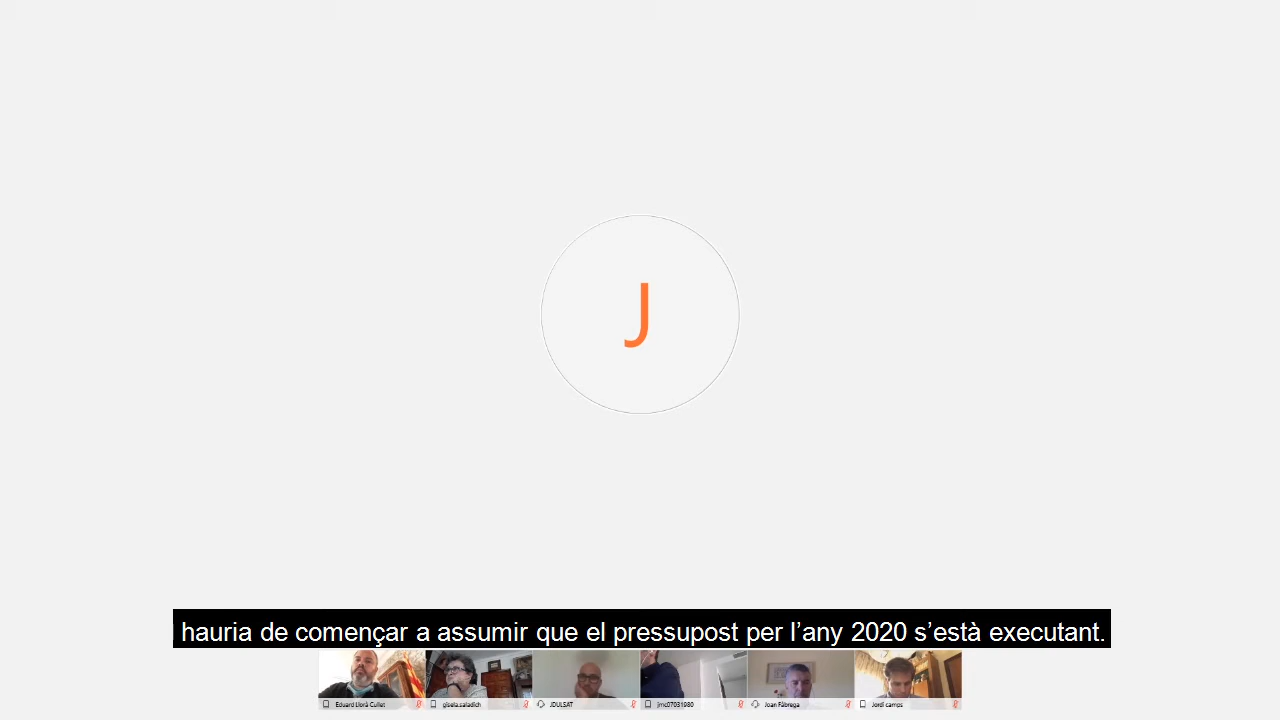 J
hauria de començar a assumir que el pressupost per l’any 2020 s’està executant.
Eduard Llorà Cullet
gisela.saladich
JDULSAT
jmc07031980
Joan Fàbrega
Jordi camps